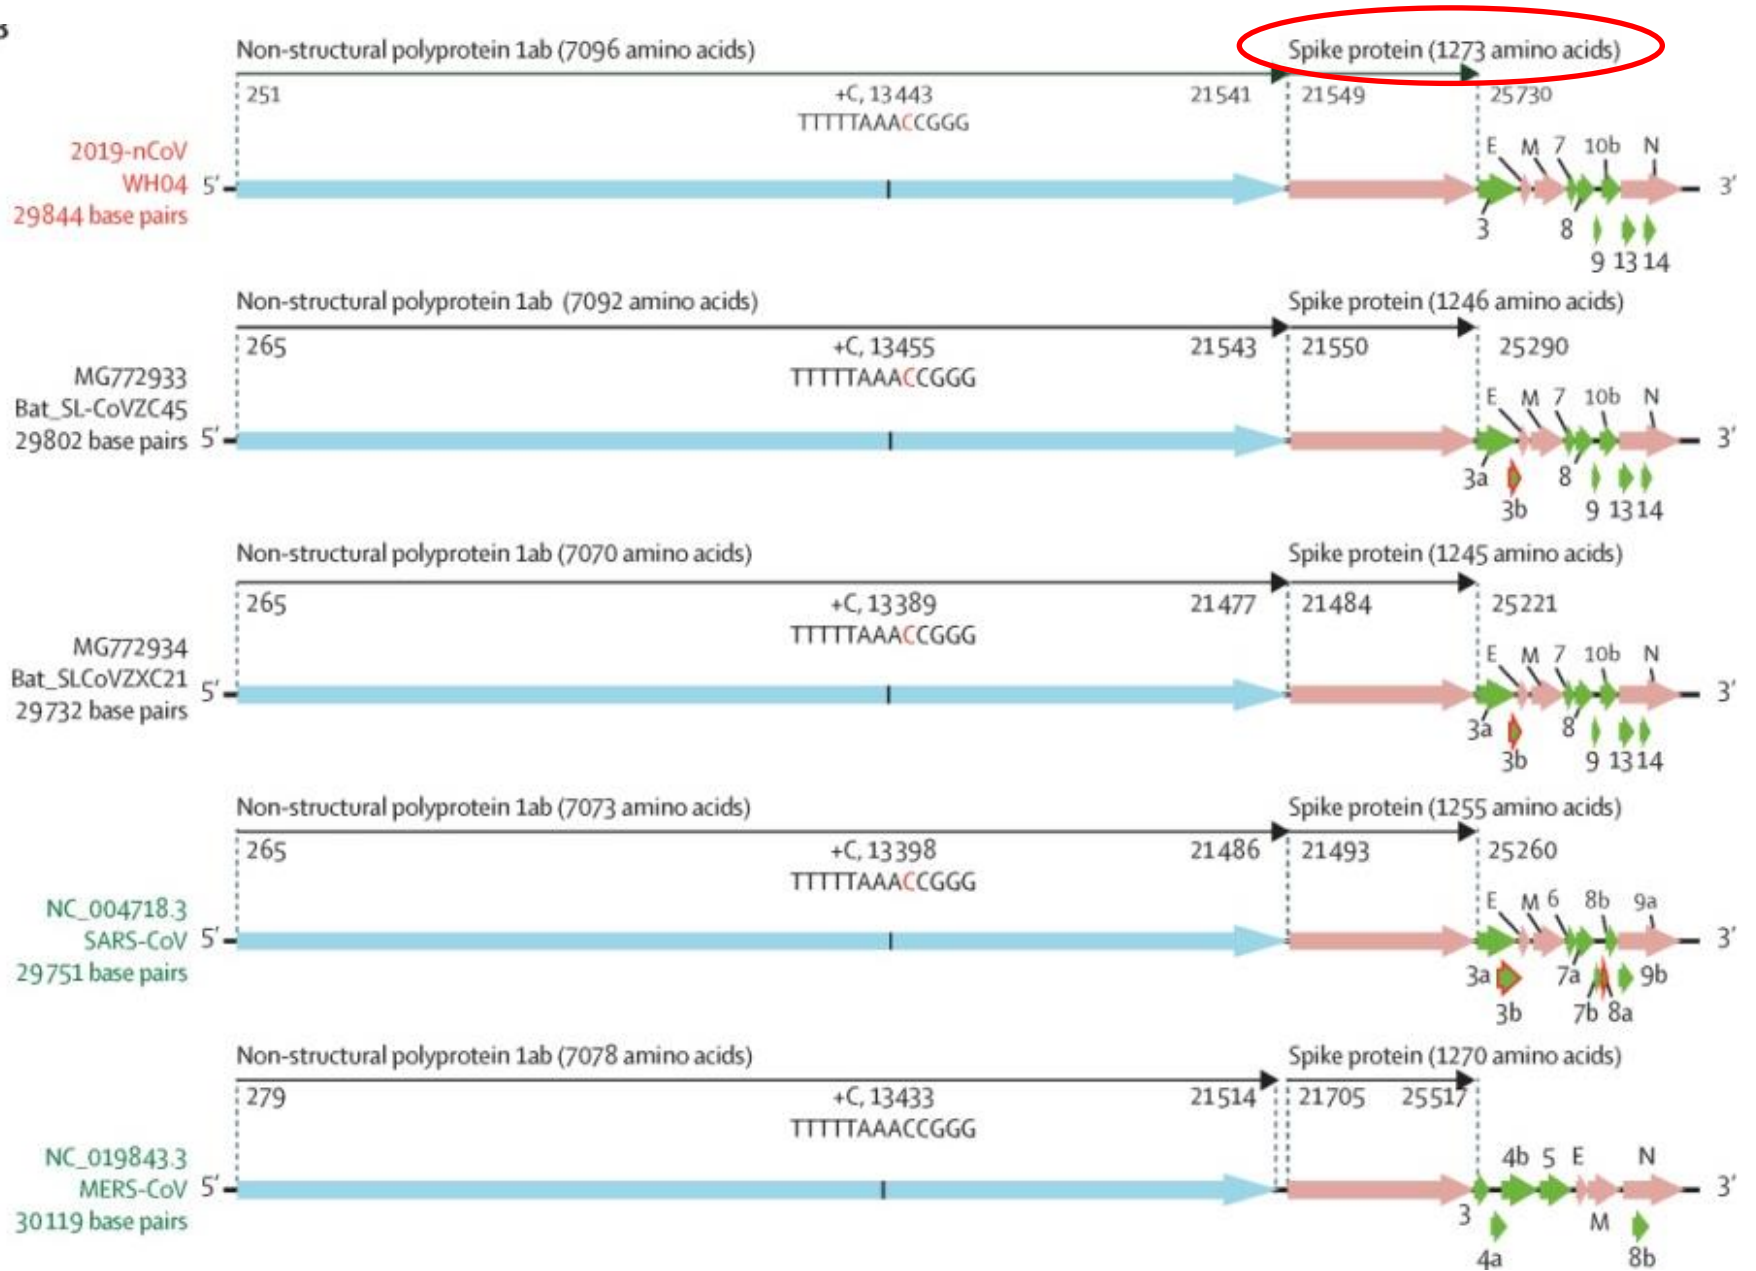 Non-structural polyprotein 1ab (7096 amino acids) Spike protein (1273 amino acids)
251 +C, 13443 21541 21549 25730
TTTTTAAACCGGG
2019-nCoV
WH04
29844 base pairs
5′ E M 7 10b N 3′
3 8
9 13 14
Non-structural polyprotein 1ab (7092 amino acids) Spike protein (1246 amino acids)
265 +C, 13455 21543 21550 25290
TTTTTAAACCGGG
MG772933
Bat_SL-CoVZC45
29802 base pairs
5′ E M 7 10b N 3′
3a 8
3b 9 13 14
Non-structural polyprotein 1ab (7070 amino acids) Spike protein (1245 amino acids)
265 +C, 13389 21477 21484 25221
TTTTTAAACCGGG
MG772934
Bat_SLCoVZXC21
29732 base pairs
5′ E M 7 10b N 3′
3a 8
3b 9 13 14
Non-structural polyprotein 1ab (7073 amino acids) Spike protein (1255 amino acids)
265 +C, 13398 21486 21493 25260
TTTTTAAACCGGG
NC_004718.3
SARS-CoV
29751 base pairs
5′ E M 6 8b 9a 3′
3a 7a 9b
3b 7b 8a
Non-structural polyprotein 1ab (7078 amino acids) Spike protein (1270 amino acids)
279 +C, 13433 21514 21705 25517
TTTTTAAACCGGG
NC_019843.3
MERS-CoV
30119 base pairs
5′ 4b 5 E N 3′
3 M
4a 8b